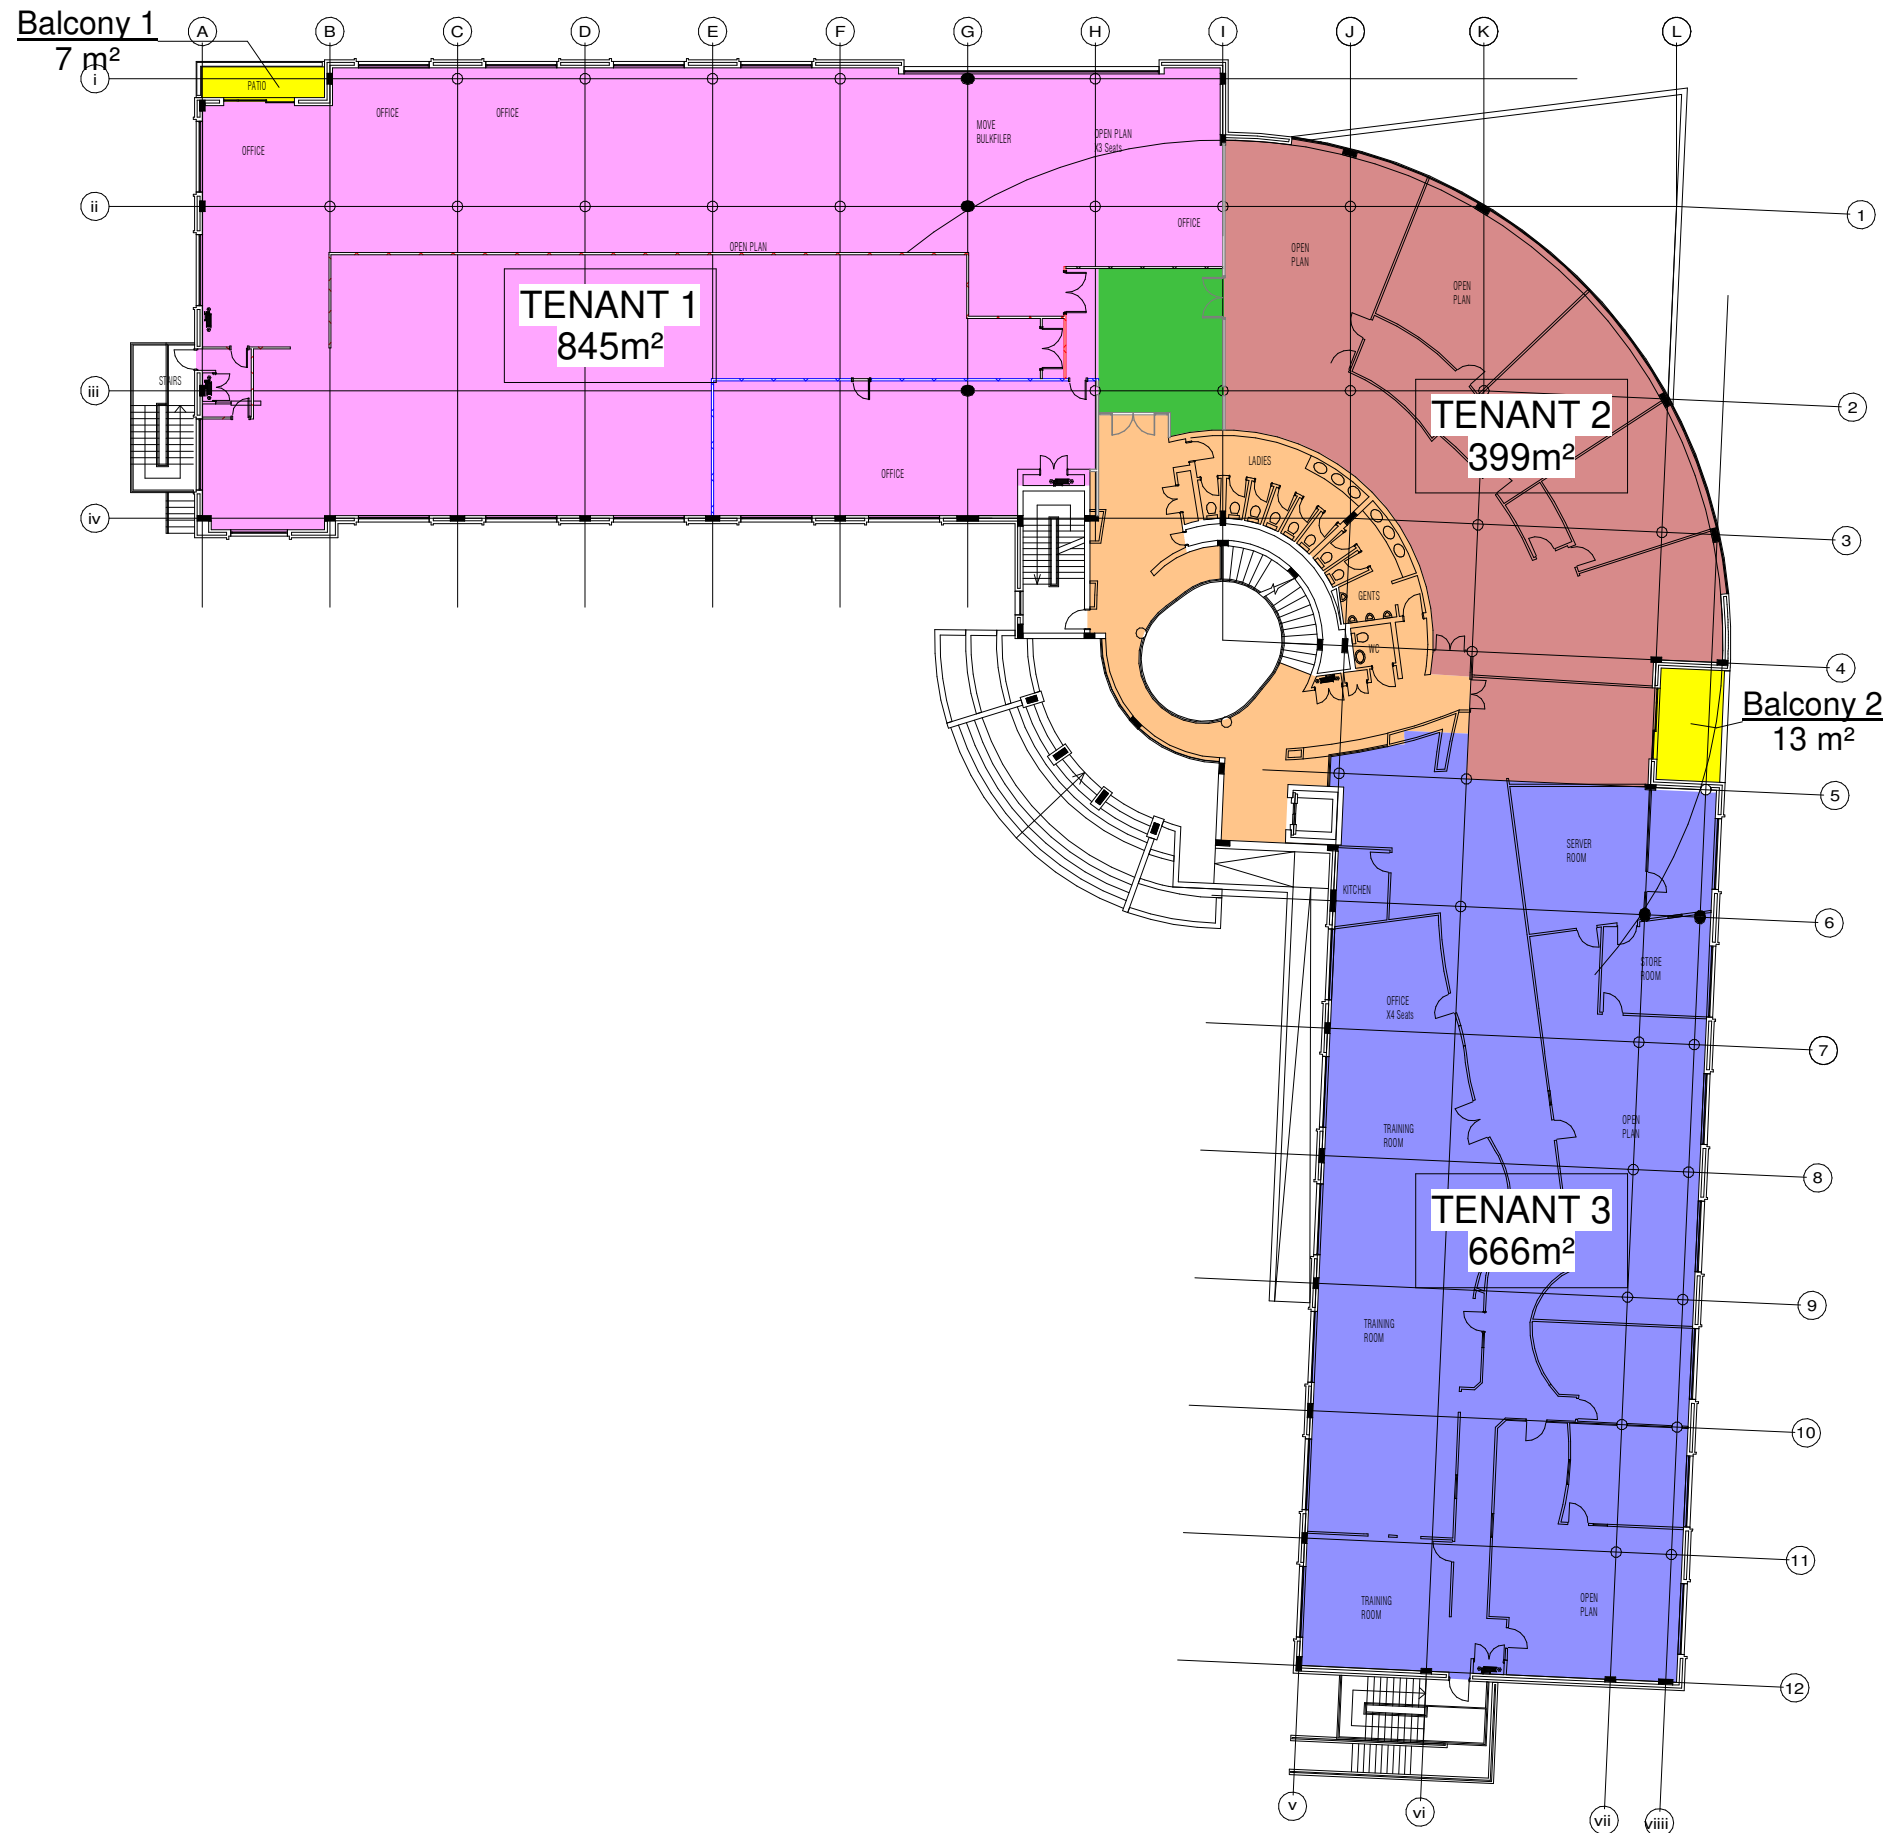 Balcony 1
7 m²
A B C D E F G H I J K L
i
PATIO
OFFICE
OFFICE
OFFICE
MOVE
BULKFILER
OPEN PLAN
X3 Seats
ii
1
OFFICE
OPEN PLAN
OPEN
PLAN
OPEN
PLAN
TENANT 1
845m²
STAIRS
iii
2
TENANT 2
399m²
LADIES
OFFICE
iv
3
GENTS
WC
4
Balcony 2
13 m²
5
SERVER
ROOM
KITCHEN
6
STORE
ROOM
OFFICE
X4 Seats
7
OPEN
PLAN
TRAINING
ROOM
8
TENANT 3
666m²
9
TRAINING
ROOM
10
11
OPEN
PLAN
TRAINING
ROOM
12
v
vi
vii
viiii